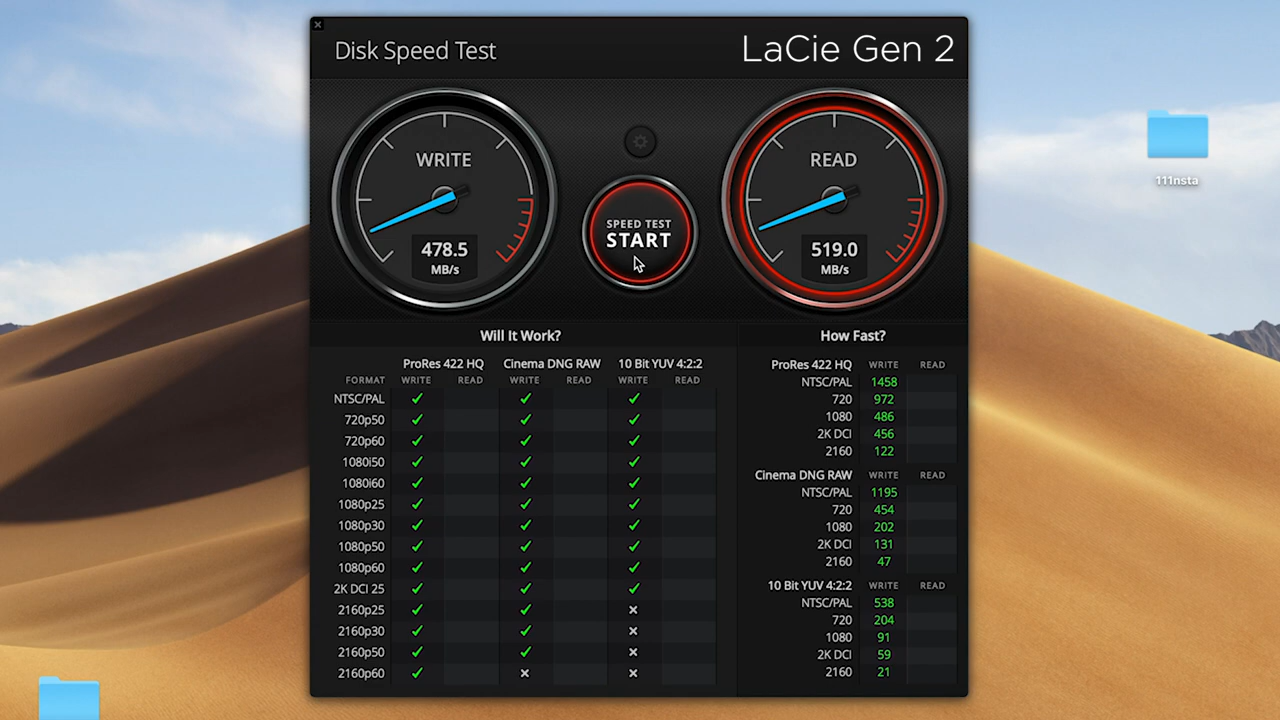 Disk Speed Test
LaCie Gen 2
WRITE
478.5
MB/s
SPEED TEST
START
READ
519.0
MB/s
111nsta
Will It Work?
ProRes 422 HQ Cinema DNG RAW 10 Bit YUV 4:2:2
FORMAT WRITE READ WRITE READ WRITE READ
NTSC/PAL ✓ ✓ ✓
720p50 ✓ ✓ ✓
720p60 ✓ ✓ ✓
1080i50 ✓ ✓ ✓
1080i60 ✓ ✓ ✓
1080p25 ✓ ✓ ✓
1080p30 ✓ ✓ ✓
1080p50 ✓ ✓ ✓
1080p60 ✓ ✓ ✓
2K DCI 25 ✓ ✓ ✓
2160p25 ✓ ✓ ×
2160p30 ✓ ✓ ×
2160p50 ✓ ✓ ×
2160p60 ✓ × ×
How Fast?
ProRes 422 HQ WRITE READ
NTSC/PAL 1458
720 972
1080 486
2K DCI 456
2160 122
Cinema DNG RAW WRITE READ
NTSC/PAL 1195
720 454
1080 202
2K DCI 131
2160 47
10 Bit YUV 4:2:2 WRITE READ
NTSC/PAL 538
720 204
1080 91
2K DCI 59
2160 21